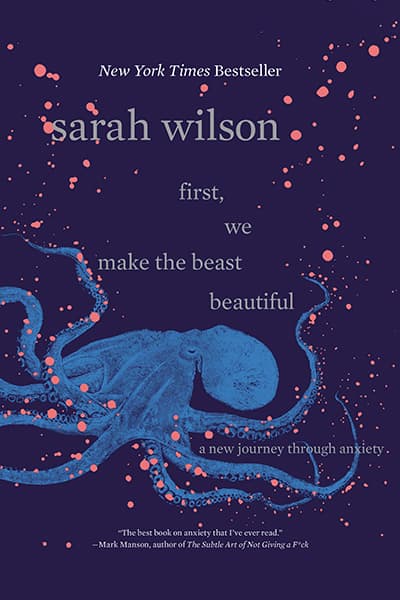 New York Times Bestseller
sarah wilson
first,
we
make the beast
beautiful
a new journey through anxiety
“The best book on anxiety that I’ve ever read.”
—Mark Manson, author of The Subtle Art of Not Giving a F*ck